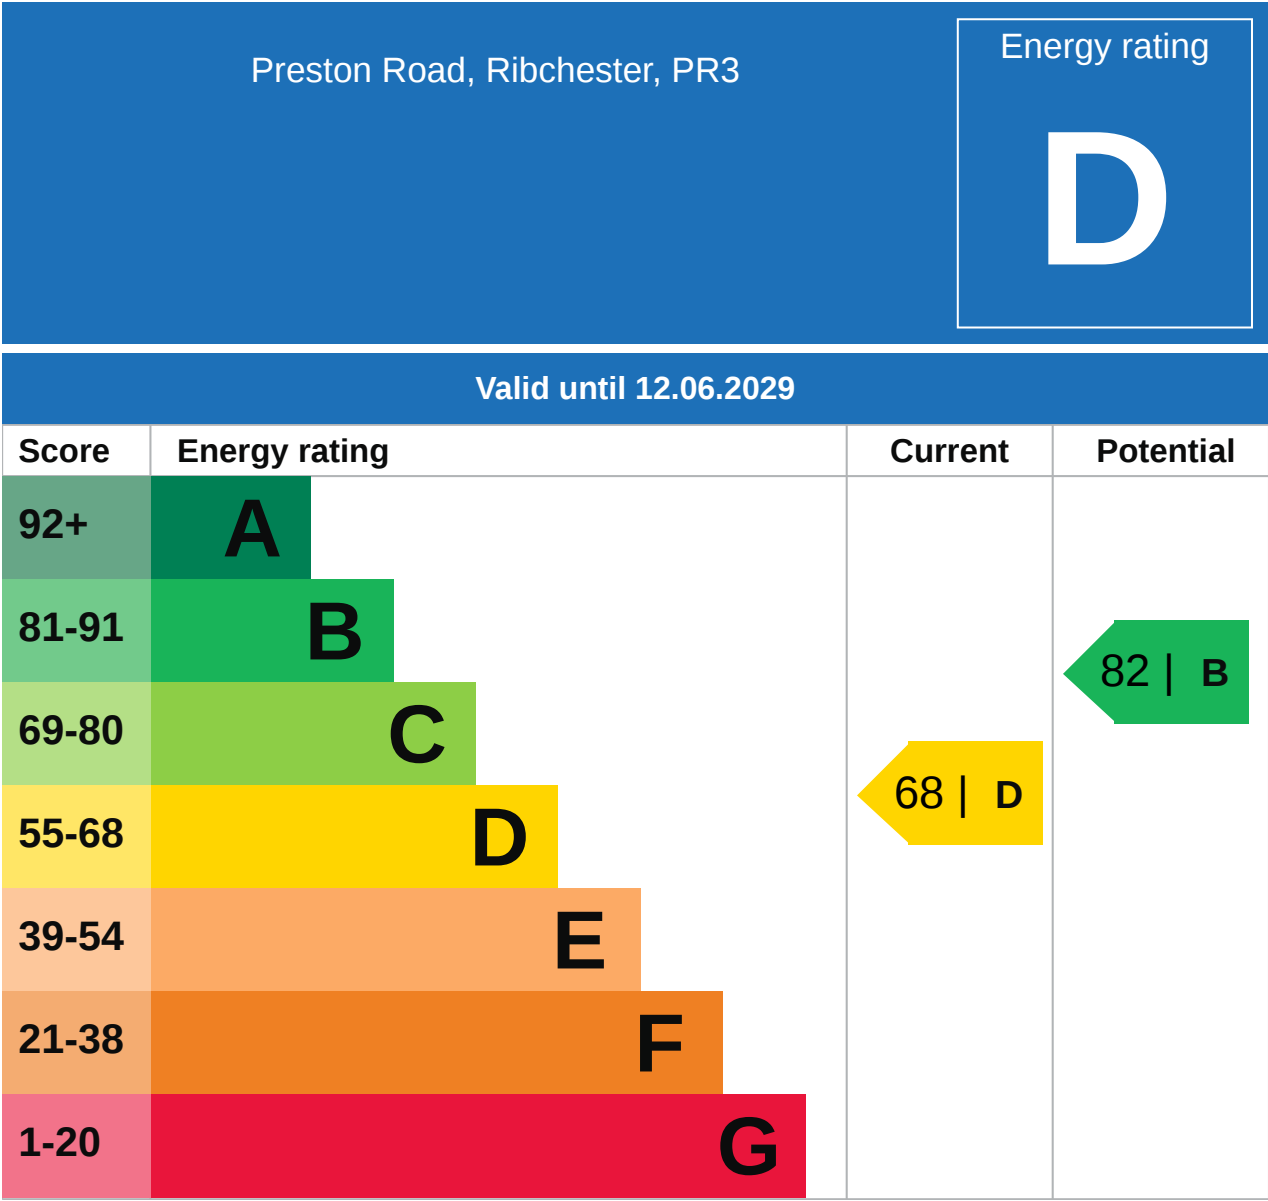 Preston Road, Ribchester, PR3
Energy rating
D
Valid until 12.06.2029
Score Energy rating Current Potential
92+ A
81-91 B
82 | B
69-80 C
68 | D
55-68 D
39-54 E
21-38 F
1-20 G